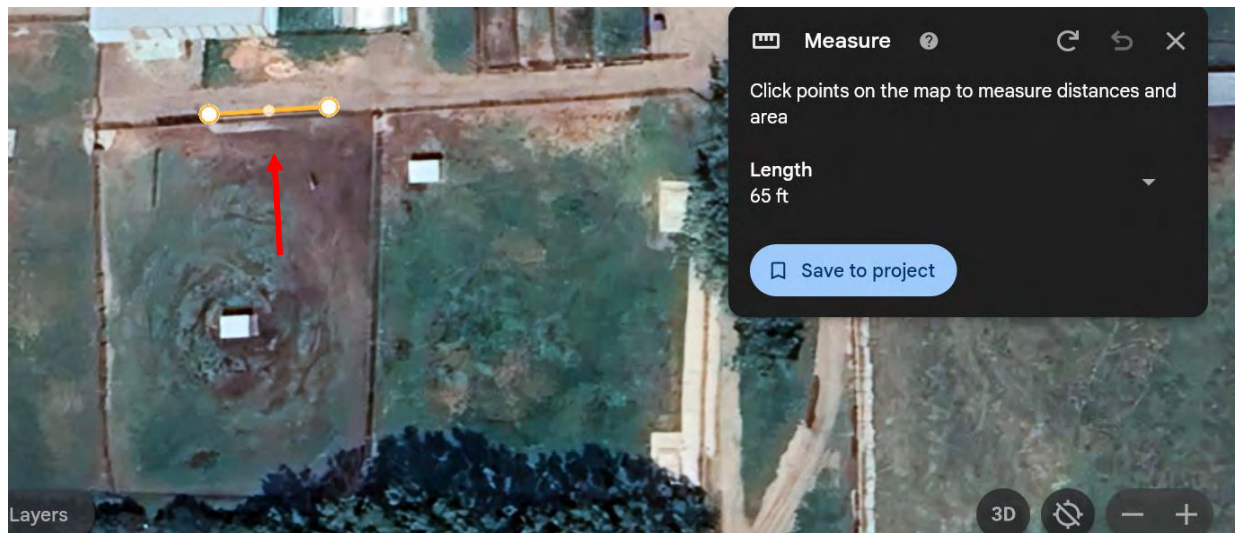 Measure
Click points on the map to measure distances and
area
Length
65 ft
Save to project
Layers
3D